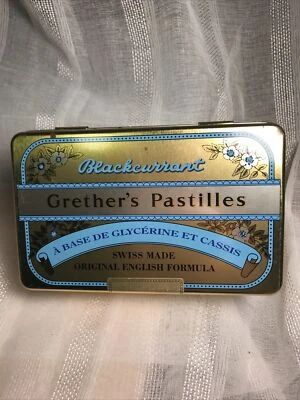 Blackcurrant
Grether's Pastilles
À BASE DE GLYCÉRINE ET CASSIS
SWISS MADE
ORIGINAL ENGLISH FORMULA